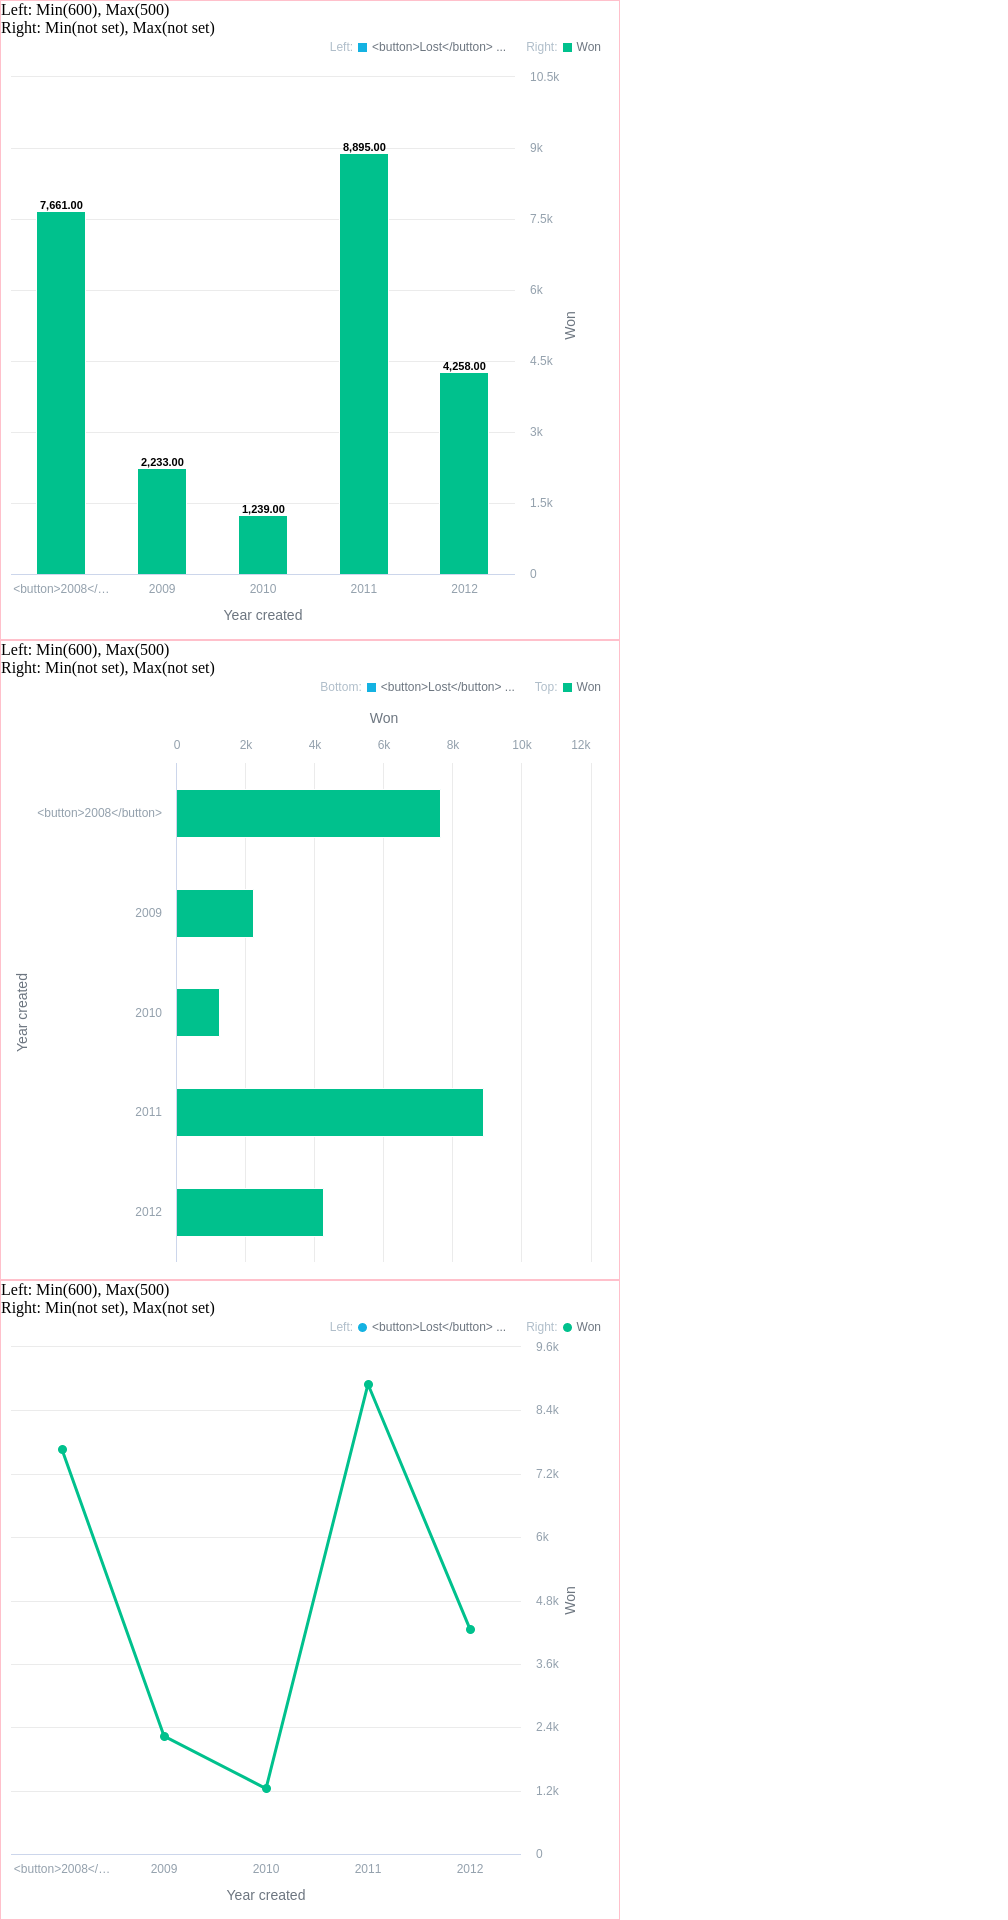 Left: Min(600), Max(500)
Right: Min(not set), Max(not set)
Left: <button>Lost</button> ... Right: Won
10.5k
9k
8,895.00
7,661.00
7.5k
6k
Won
4.5k
4,258.00
3k
2,233.00
1,239.00
1.5k
0
<button>2008</… 2009 2010 2011 2012
Year created
Left: Min(600), Max(500)
Right: Min(not set), Max(not set)
Bottom: <button>Lost</button> ... Top: Won
Won
0 2k 4k 6k 8k 10k 12k
<button>2008</button>
2009
Year created
2010
2011
2012
Left: Min(600), Max(500)
Right: Min(not set), Max(not set)
Left: <button>Lost</button> ... Right: Won
9.6k
8.4k
7.2k
6k
4.8k
Won
3.6k
2.4k
1.2k
0
<button>2008</… 2009 2010 2011 2012
Year created